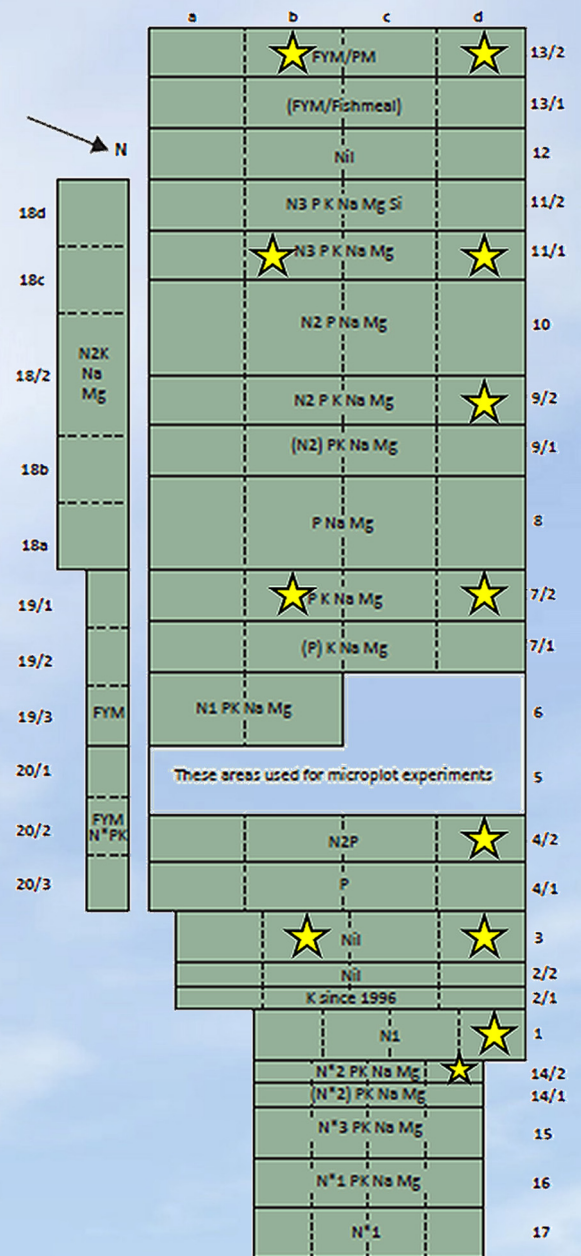 a b c d
FYM/PM 13/2
(FYM/Fishmeal) 13/1
N
Nil 12
18d
N3 P K Na Mg Si 11/2
N3 P K Na Mg 11/1
18c
N2 P Na Mg 10
N2K
Na
Mg
18/2
N2 P K Na Mg 9/2
(N2) PK Na Mg 9/1
18b
P Na Mg 8
18a
P K Na Mg 7/2
19/1
(P) K Na Mg 7/1
19/2
N1 PK Na Mg 6
19/3 FYM
These areas used for microplot experiments 5
20/1
FYM
N*PK
20/2
N2P 4/2
P 4/1
20/3
Nil 3
Nil 2/2
K since 1996 2/1
N1 1
N*2 PK Na Mg 14/2
(N*2) PK Na Mg 14/1
N*3 PK Na Mg 15
N*1 PK Na Mg 16
N*1 17